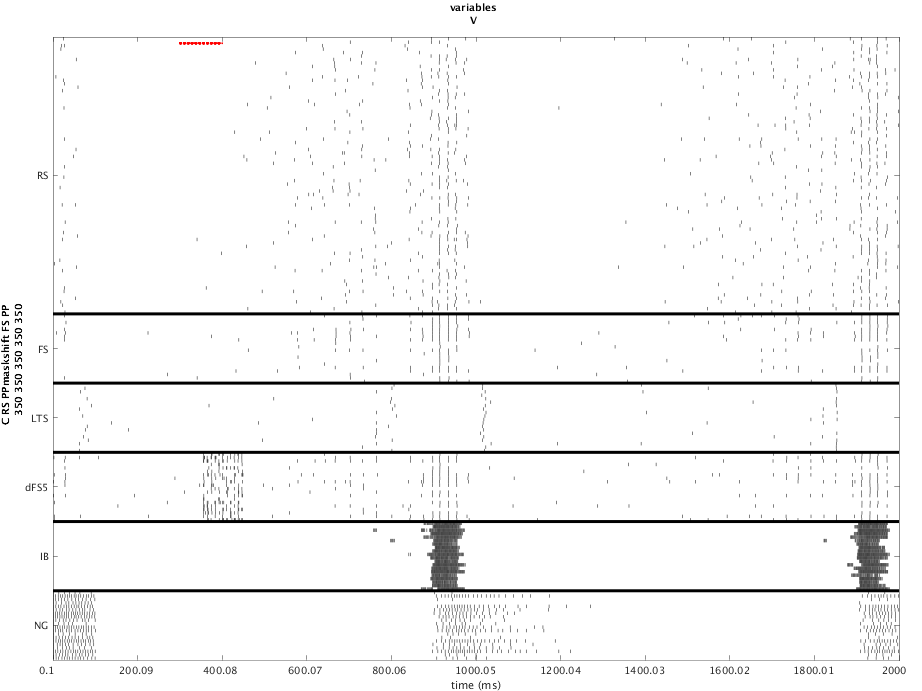 variables
V
C RS PPmaskshift FS PP
350 350 350 350 350
RS
FS
LTS
dFS5
IB
NG
0.1 200.09 400.08 600.07 800.06 1000.05 1200.04 1400.03 1600.02 1800.01 2000
time (ms)